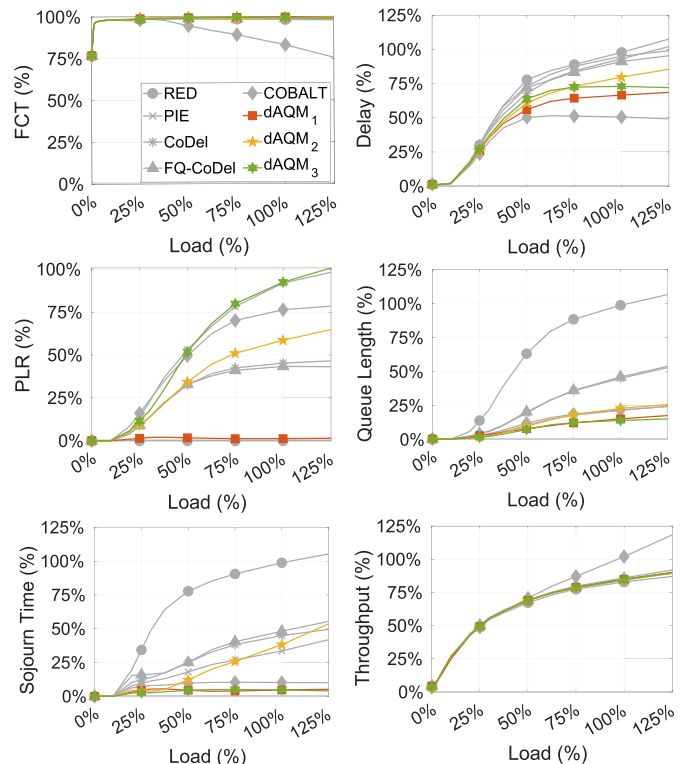 FCT (%)
100%
75%
50%
25%
0%
RED
PIE
CoDel
FQ-CoDel
COBALT
dAQM1
dAQM2
dAQM3
0% 25% 50% 75% 100% 125%
Load (%)
Delay (%)
125%
100%
75%
50%
25%
0%
0% 25% 50% 75% 100% 125%
Load (%)
PLR (%)
100%
75%
50%
25%
0%
0% 25% 50% 75% 100% 125%
Load (%)
Queue Length (%)
125%
100%
75%
50%
25%
0%
0% 25% 50% 75% 100% 125%
Load (%)
Sojourn Time (%)
125%
100%
75%
50%
25%
0%
0% 25% 50% 75% 100% 125%
Load (%)
Throughput (%)
125%
100%
75%
50%
25%
0%
0% 25% 50% 75% 100% 125%
Load (%)